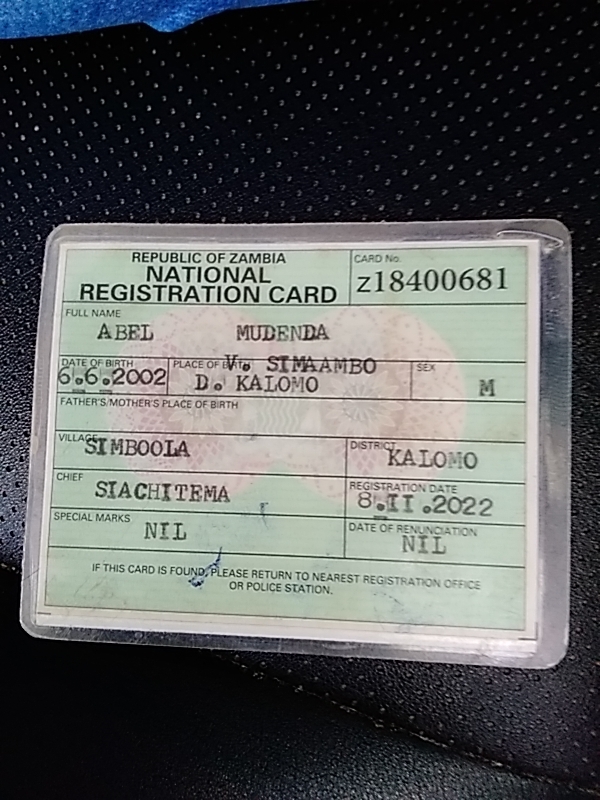 REPUBLIC OF ZAMBIA
NATIONAL
REGISTRATION CARD
CARD No.
z18400681
FULL NAME
ABEL MUDENDA
DATE OF BIRTH
6.6.2002
PLACE OF BIRTH
V. SIMAAMBO
D. KALOMO
SEX
M
FATHER'S/MOTHER'S PLACE OF BIRTH
VILLAGE
SIMBOOLA
DISTRICT
KALOMO
CHIEF
SIACHITEMA
REGISTRATION DATE
8.II.2022
SPECIAL MARKS
NIL
DATE OF RENUNCIATION
NIL
IF THIS CARD IS FOUND, PLEASE RETURN TO NEAREST REGISTRATION OFFICE
OR POLICE STATION.